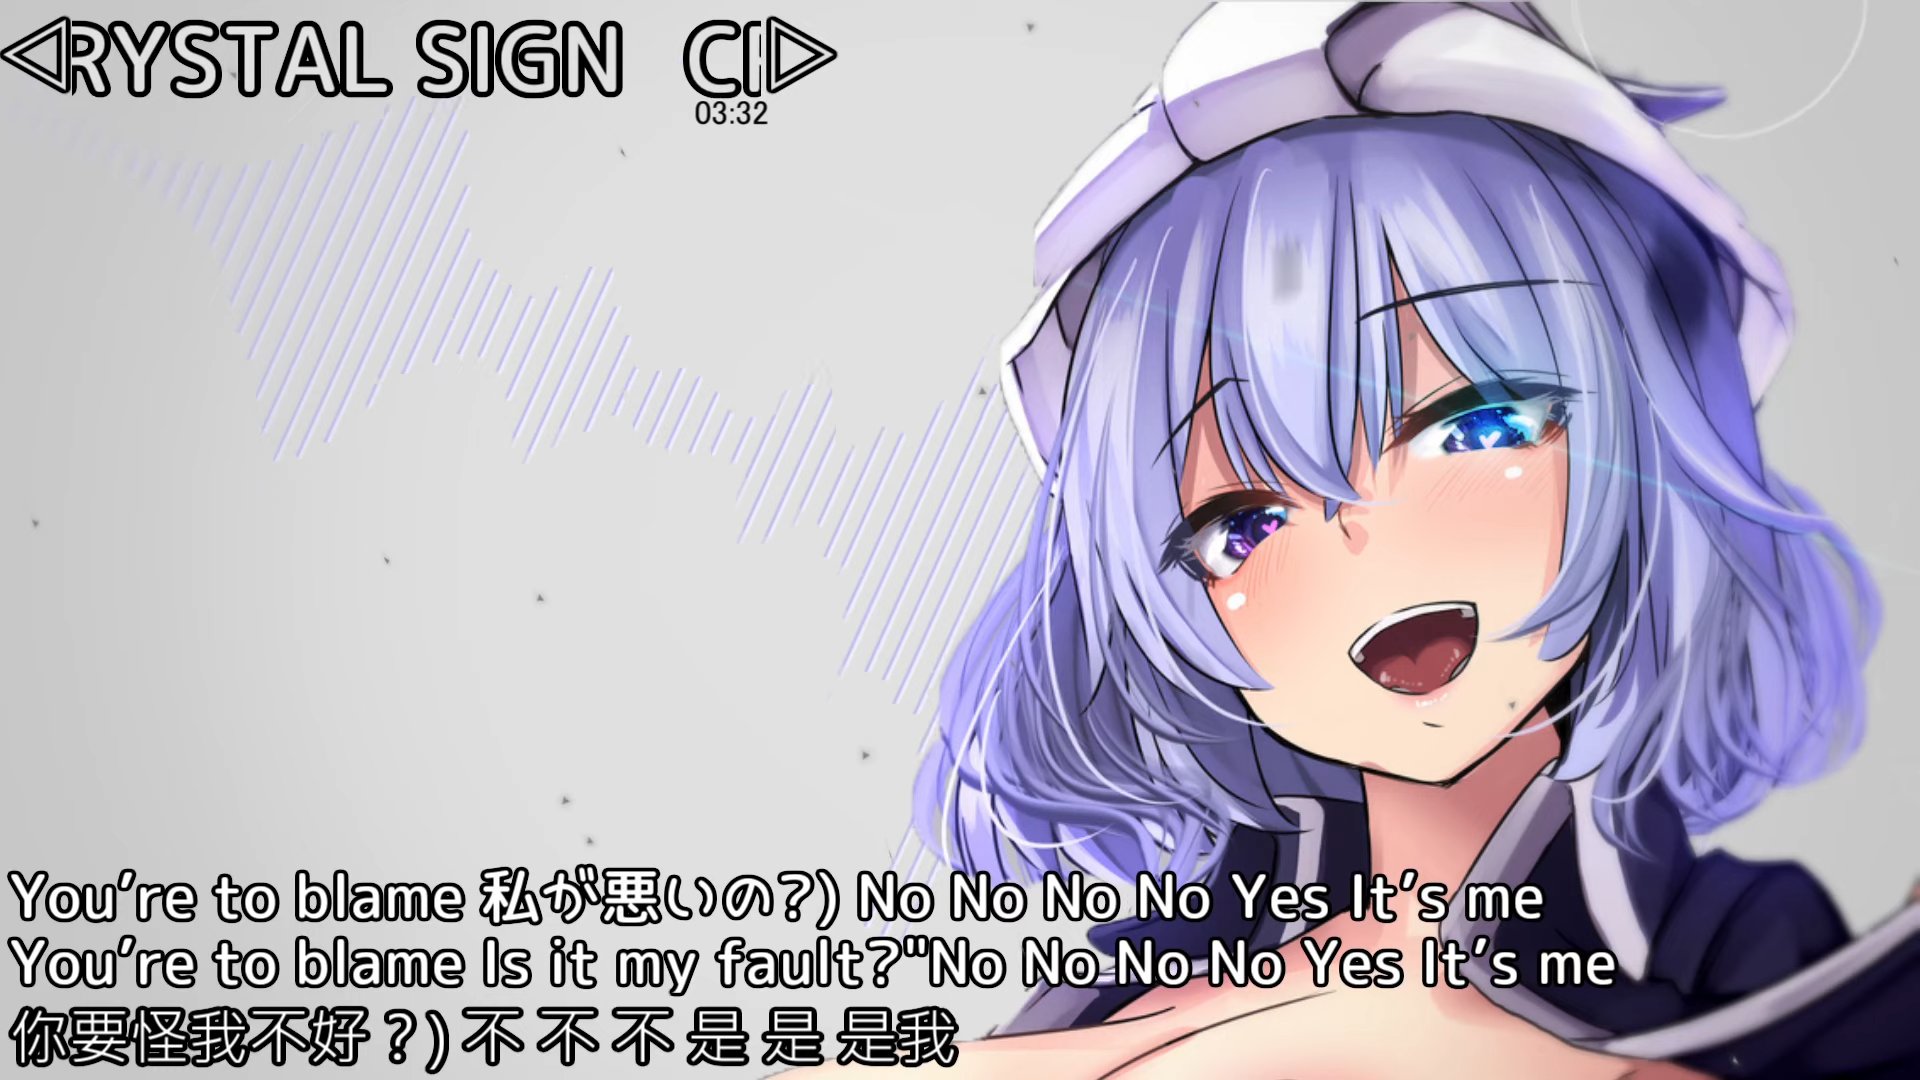 RYSTAL SIGN C
03:32
You’re to blame 私が悪いの?) No No No No Yes It’s me
You’re to blame Is it my fault?"No No No No Yes It’s me
你要怪我不好？) 不 不 不 是 是 是我